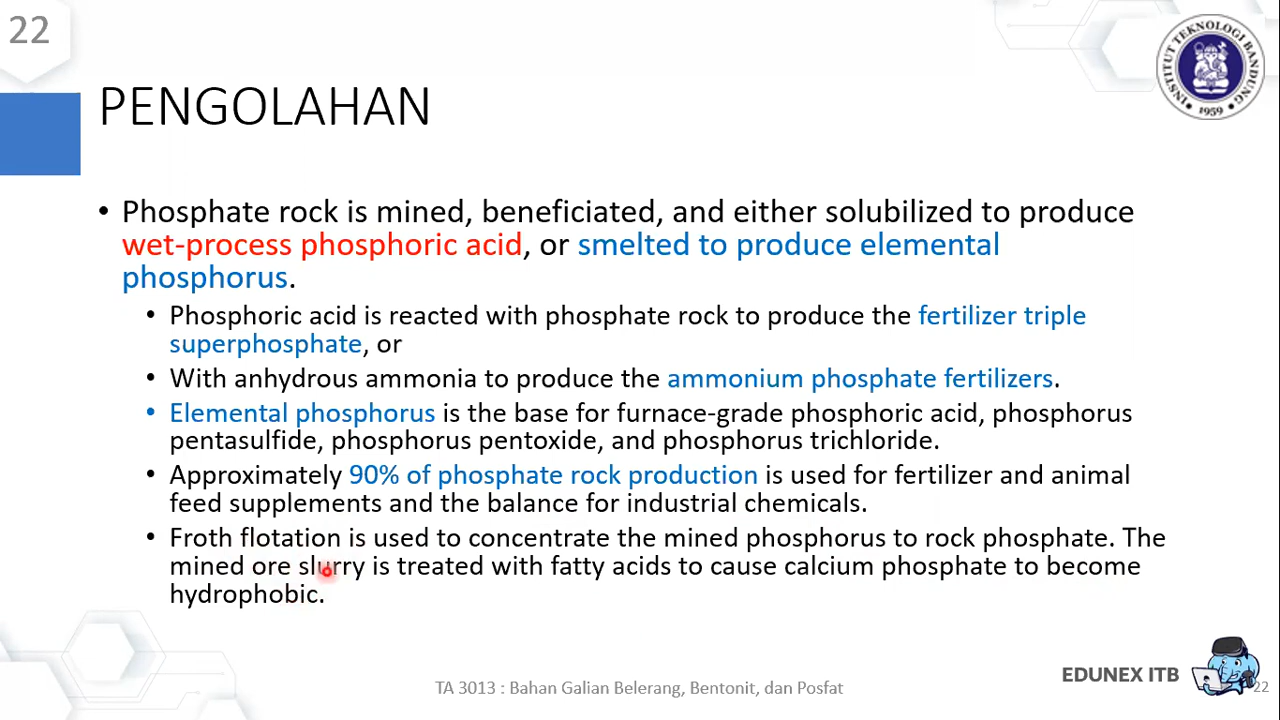 22
INSTITUT TEKNOLOGI BANDUNG
1959
PENGOLAHAN
• Phosphate rock is mined, beneficiated, and either solubilized to produce
wet-process phosphoric acid, or smelted to produce elemental
phosphorus.
• Phosphoric acid is reacted with phosphate rock to produce the fertilizer triple
superphosphate, or
• With anhydrous ammonia to produce the ammonium phosphate fertilizers.
• Elemental phosphorus is the base for furnace-grade phosphoric acid, phosphorus
pentasulfide, phosphorus pentoxide, and phosphorus trichloride.
• Approximately 90% of phosphate rock production is used for fertilizer and animal
feed supplements and the balance for industrial chemicals.
• Froth flotation is used to concentrate the mined phosphorus to rock phosphate. The
mined ore slurry is treated with fatty acids to cause calcium phosphate to become
hydrophobic.
TA 3013 : Bahan Galian Belerang, Bentonit, dan Posfat
EDUNEX ITB
22